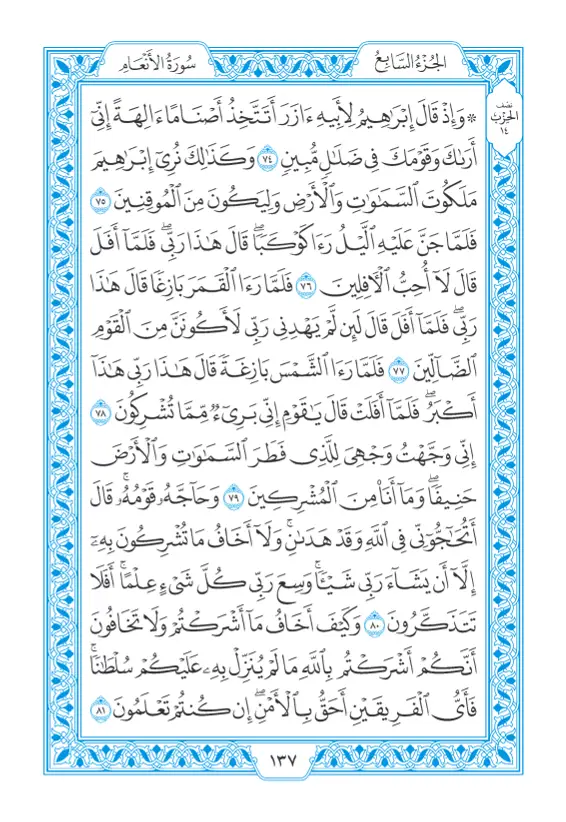 الجُزْءُ السَّابِعُ
سُورَةُ الأَنْعَامِ
نِصْف
الحِزْبِ
١٤
۞ وَإِذْ قَالَ إِبْرَٰهِيمُ لِأَبِيهِ ءَازَرَ أَتَتَّخِذُ أَصْنَامًا ءَالِهَةً إِنِّىٓ
أَرَىٰكَ وَقَوْمَكَ فِى ضَلَٰلٍ مُّبِينٍ ٧٤ وَكَذَٰلِكَ نُرِىٓ إِبْرَٰهِيمَ
مَلَكُوتَ ٱلسَّمَٰوَٰتِ وَٱلْأَرْضِ وَلِيَكُونَ مِنَ ٱلْمُوقِنِينَ ٧٥
فَلَمَّا جَنَّ عَلَيْهِ ٱلَّيْلُ رَءَا كَوْكَبًاۖ قَالَ هَٰذَا رَبِّىۖ فَلَمَّآ أَفَلَ
قَالَ لَآ أُحِبُّ ٱلْءَافِلِينَ ٧٦ فَلَمَّا رَءَا ٱلْقَمَرَ بَازِغًا قَالَ هَٰذَا
رَبِّىۖ فَلَمَّآ أَفَلَ قَالَ لَئِن لَّمْ يَهْدِنِى رَبِّى لَأَكُونَنَّ مِنَ ٱلْقَوْمِ
ٱلضَّآلِّينَ ٧٧ فَلَمَّا رَءَا ٱلشَّمْسَ بَازِغَةً قَالَ هَٰذَا رَبِّى هَٰذَآ
أَكْبَرُۖ فَلَمَّآ أَفَلَتْ قَالَ يَٰقَوْمِ إِنِّى بَرِىٓءٌ مِّمَّا تُشْرِكُونَ ٧٨
إِنِّى وَجَّهْتُ وَجْهِىَ لِلَّذِى فَطَرَ ٱلسَّمَٰوَٰتِ وَٱلْأَرْضَ
حَنِيفًاۖ وَمَآ أَنَا۠ مِنَ ٱلْمُشْرِكِينَ ٧٩ وَحَآجَّهُۥ قَوْمُهُۥۚ قَالَ
أَتُحَٰٓجُّوٓنِّى فِى ٱللَّهِ وَقَدْ هَدَىٰنِۚ وَلَآ أَخَافُ مَا تُشْرِكُونَ بِهِۦٓ
إِلَّآ أَن يَشَآءَ رَبِّى شَيْـًٔاۗ وَسِعَ رَبِّى كُلَّ شَىْءٍ عِلْمًاۗ أَفَلَا
تَتَذَكَّرُونَ ٨٠ وَكَيْفَ أَخَافُ مَآ أَشْرَكْتُمْ وَلَا تَخَافُونَ
أَنَّكُمْ أَشْرَكْتُم بِٱللَّهِ مَا لَمْ يُنَزِّلْ بِهِۦ عَلَيْكُمْ سُلْطَٰنًاۚ
فَأَىُّ ٱلْفَرِيقَيْنِ أَحَقُّ بِٱلْأَمْنِۖ إِن كُنتُمْ تَعْلَمُونَ ٨١
١٣٧